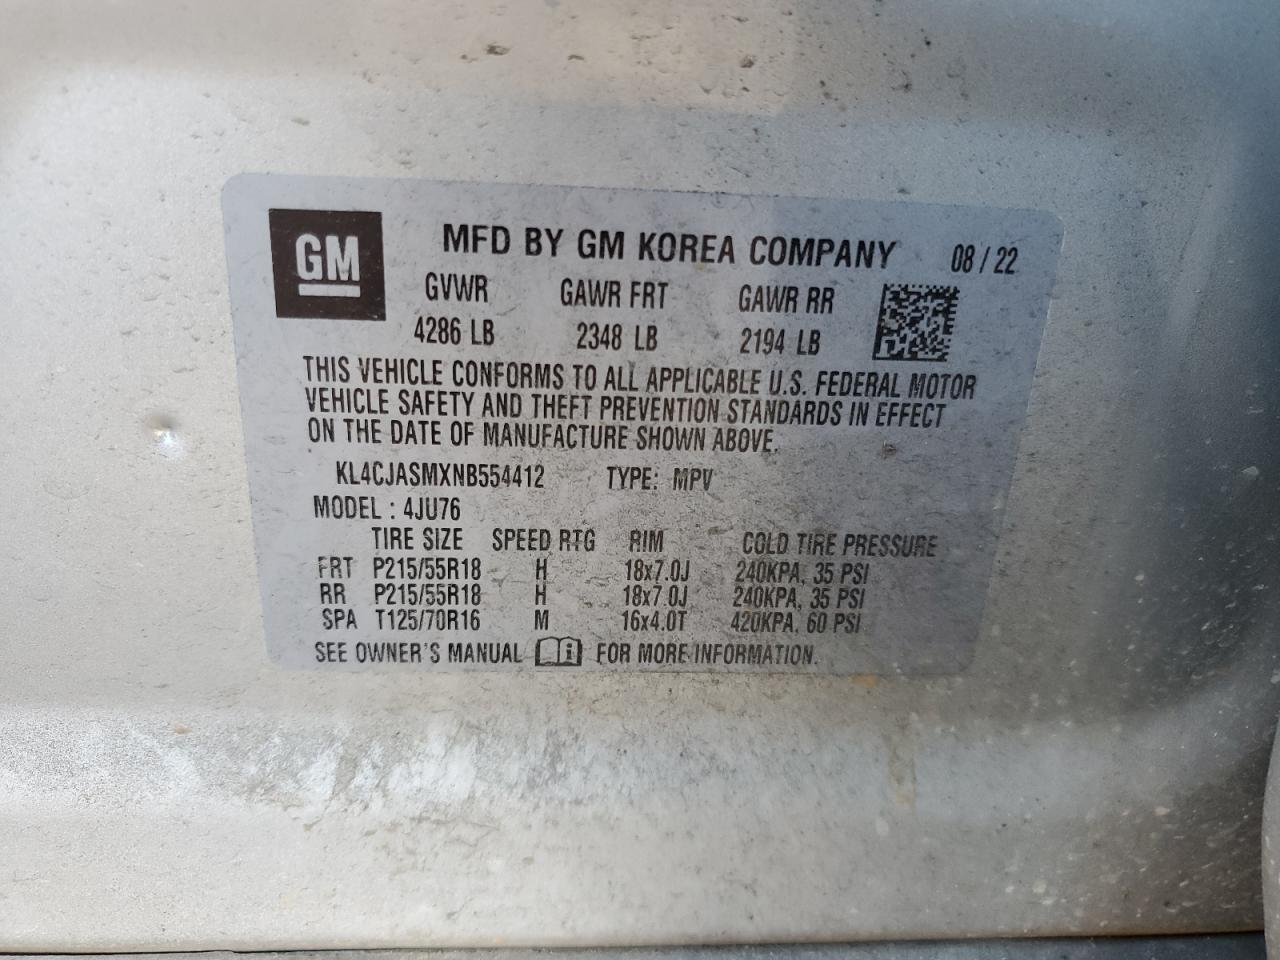 GM
MFD BY GM KOREA COMPANY 08 / 22
GVWR GAWR FRT GAWR RR
4286 LB 2348 LB 2194 LB
THIS VEHICLE CONFORMS TO ALL APPLICABLE U.S. FEDERAL MOTOR
VEHICLE SAFETY AND THEFT PREVENTION STANDARDS IN EFFECT
ON THE DATE OF MANUFACTURE SHOWN ABOVE.
KL4CJASMXNB554412 TYPE: MPV
MODEL : 4JU76
TIRE SIZE SPEED RTG RIM COLD TIRE PRESSURE
FRT P215/55R18 H 18x7.0J 240KPA, 35 PSI
RR P215/55R18 H 18x7.0J 240KPA, 35 PSI
SPA T125/70R16 M 16x4.0T 420KPA, 60 PSI
SEE OWNER'S MANUAL i FOR MORE INFORMATION.